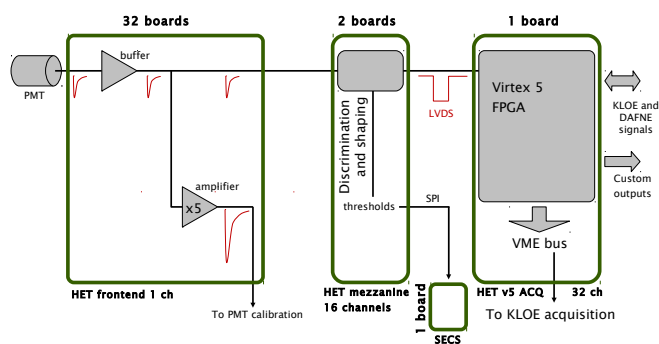 32 boards
2 boards
1 board
buffer
PMT
Discrimination
and shaping
LVDS
Virtex 5
FPGA
KLOE and
DAFNE
signals
Custom
outputs
amplifier
x5
thresholds
SPI
VME bus
HET frontend 1 ch
To PMT calibration
HET mezzanine
16 channels
1 board
SECS
HET v5 ACQ
32 ch
To KLOE acquisition